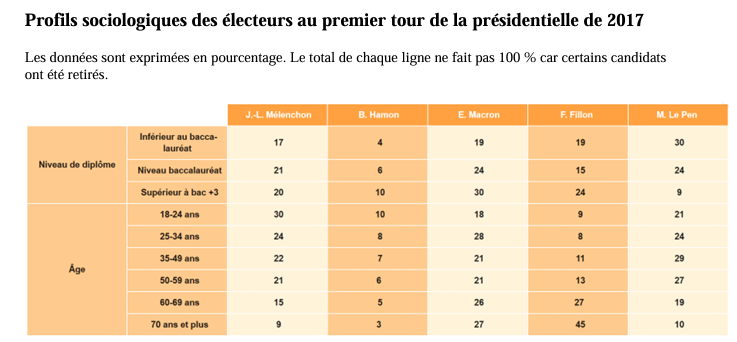 Profils sociologiques des électeurs au premier tour de la présidentielle de 2017
Les données sont exprimées en pourcentage. Le total de chaque ligne ne fait pas 100 % car certains candidats
ont été retirés.
J.-L. Mélenchon B. Hamon E. Macron F. Fillon M. Le Pen
Niveau de diplôme
Inférieur au bacca-
lauréat 17 4 19 19 30
Niveau baccalauréat 21 6 24 15 24
Supérieur à bac +3 20 10 30 24 9
Âge
18-24 ans 30 10 18 9 21
25-34 ans 24 8 28 8 24
35-49 ans 22 7 21 11 29
50-59 ans 21 6 21 13 27
60-69 ans 15 5 26 27 19
70 ans et plus 9 3 27 45 10